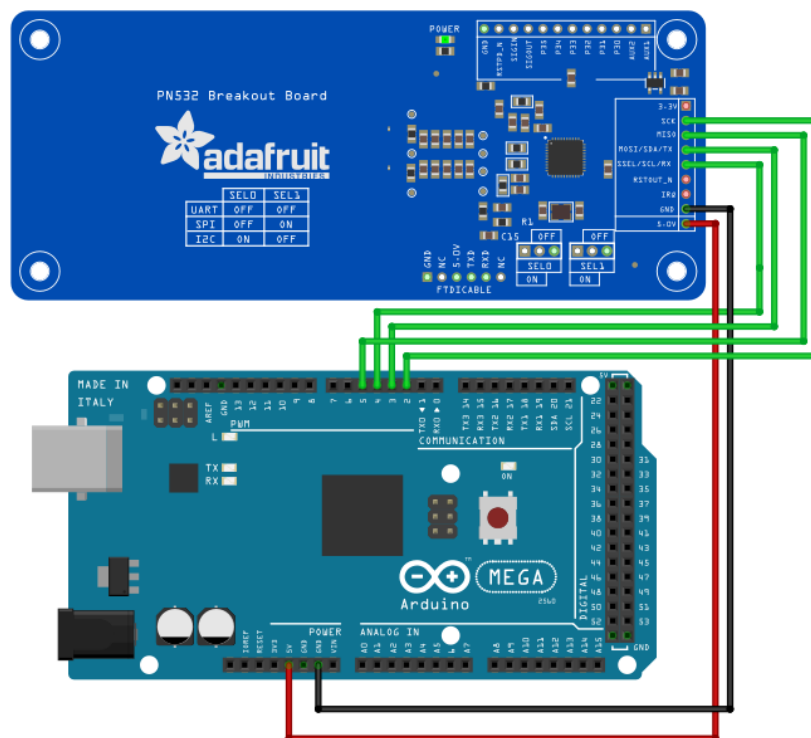 POWER
GND
RSTPD_N
SIGIN
SIGOUT
P35
P34
P33
P32
P31
P30
AUX2
AUX1
PN532 Breakout Board
adafruit
INDUSTRIES
SEL0 SEL1
UART OFF OFF
SPI OFF ON
I2C ON OFF
3.3V
SCK
MISO
MOSI/SDA/TX
SSEL/SCL/RX
RSTOUT_N
IRQ
GND
5.0V
R1
C15
OFF
SEL0
ON
OFF
SEL1
ON
GND
NC
5.0V
TXD
RXD
NC
FTDICABLE
MADE IN
ITALY
AREF
GND
13
12
11
10
9
8
7
6
5
4
3
2
TX0 ◄ 1
RX0 ► 0
TX3 14
RX3 15
TX2 16
RX2 17
TX1 18
RX1 19
SDA 20
SCL 21
PWM
COMMUNICATION
L
TX
RX
ON
5V
22
24
26
28
30 31
32 33
34 35
36 37
38 39
40 41
42 43
44 45
46 47
48 49
50 51
52 53
GND
DIGITAL
Arduino
™
MEGA
2560
POWER
ANALOG IN
IOREF
RESET
3V3
5V
GND
GND
VIN
A0
A1
A2
A3
A4
A5
6
A7
A8
A9
A10
A11
A12
A13
A14
A15